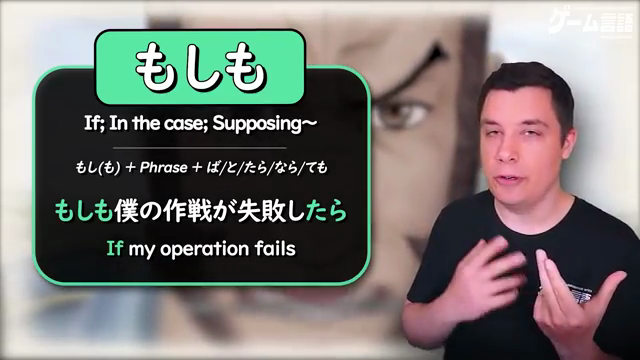 ゲーム言語
もしも
If; In the case; Supposing～
もし(も) + Phrase + ば/と/たら/なら/ても
もしも僕の作戦が失敗したら
If my operation fails